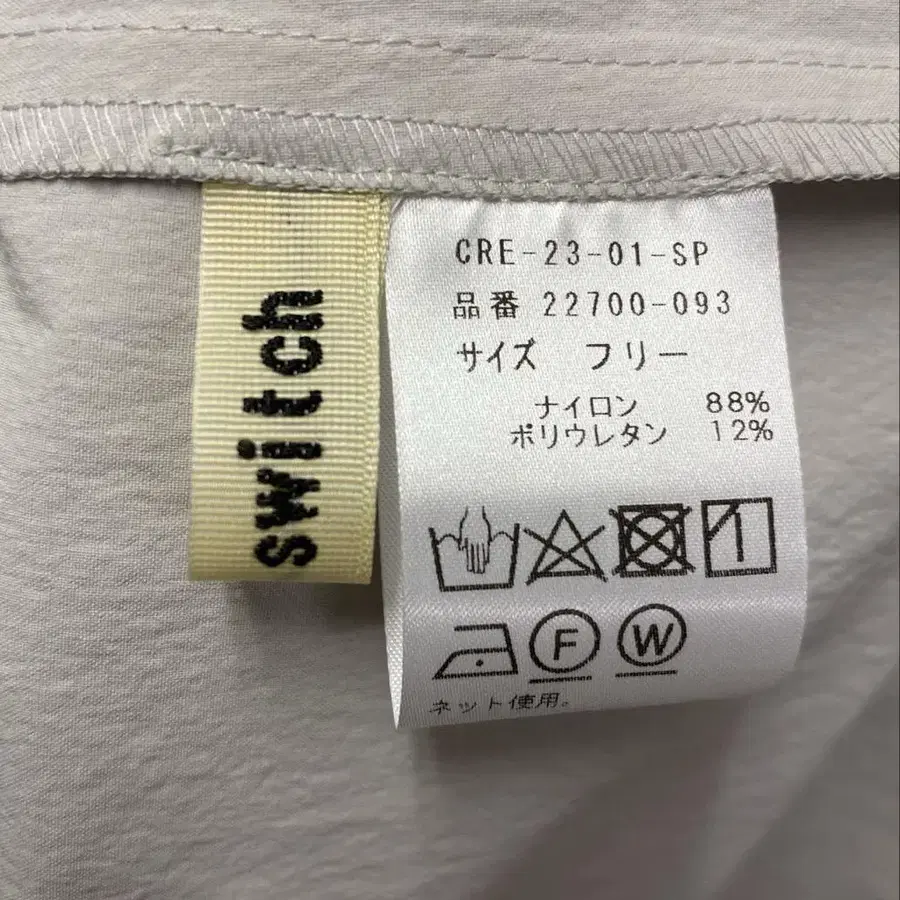 switch
CRE-23-01-SP
品番 22700-093
サイズ フリー
ナイロン 88%
ポリウレタン 12%
F W
ネット使用。